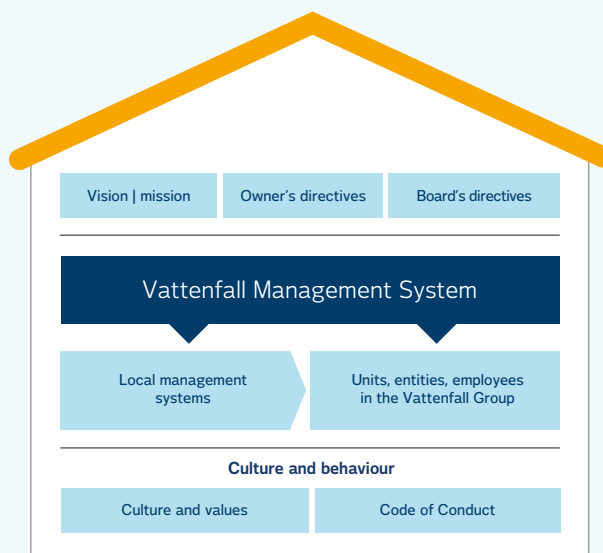 Vision | mission
Owner's directives
Board's directives
Vattenfall Management System
Local management
systems
Units, entities, employees
in the Vattenfall Group
Culture and behaviour
Culture and values
Code of Conduct